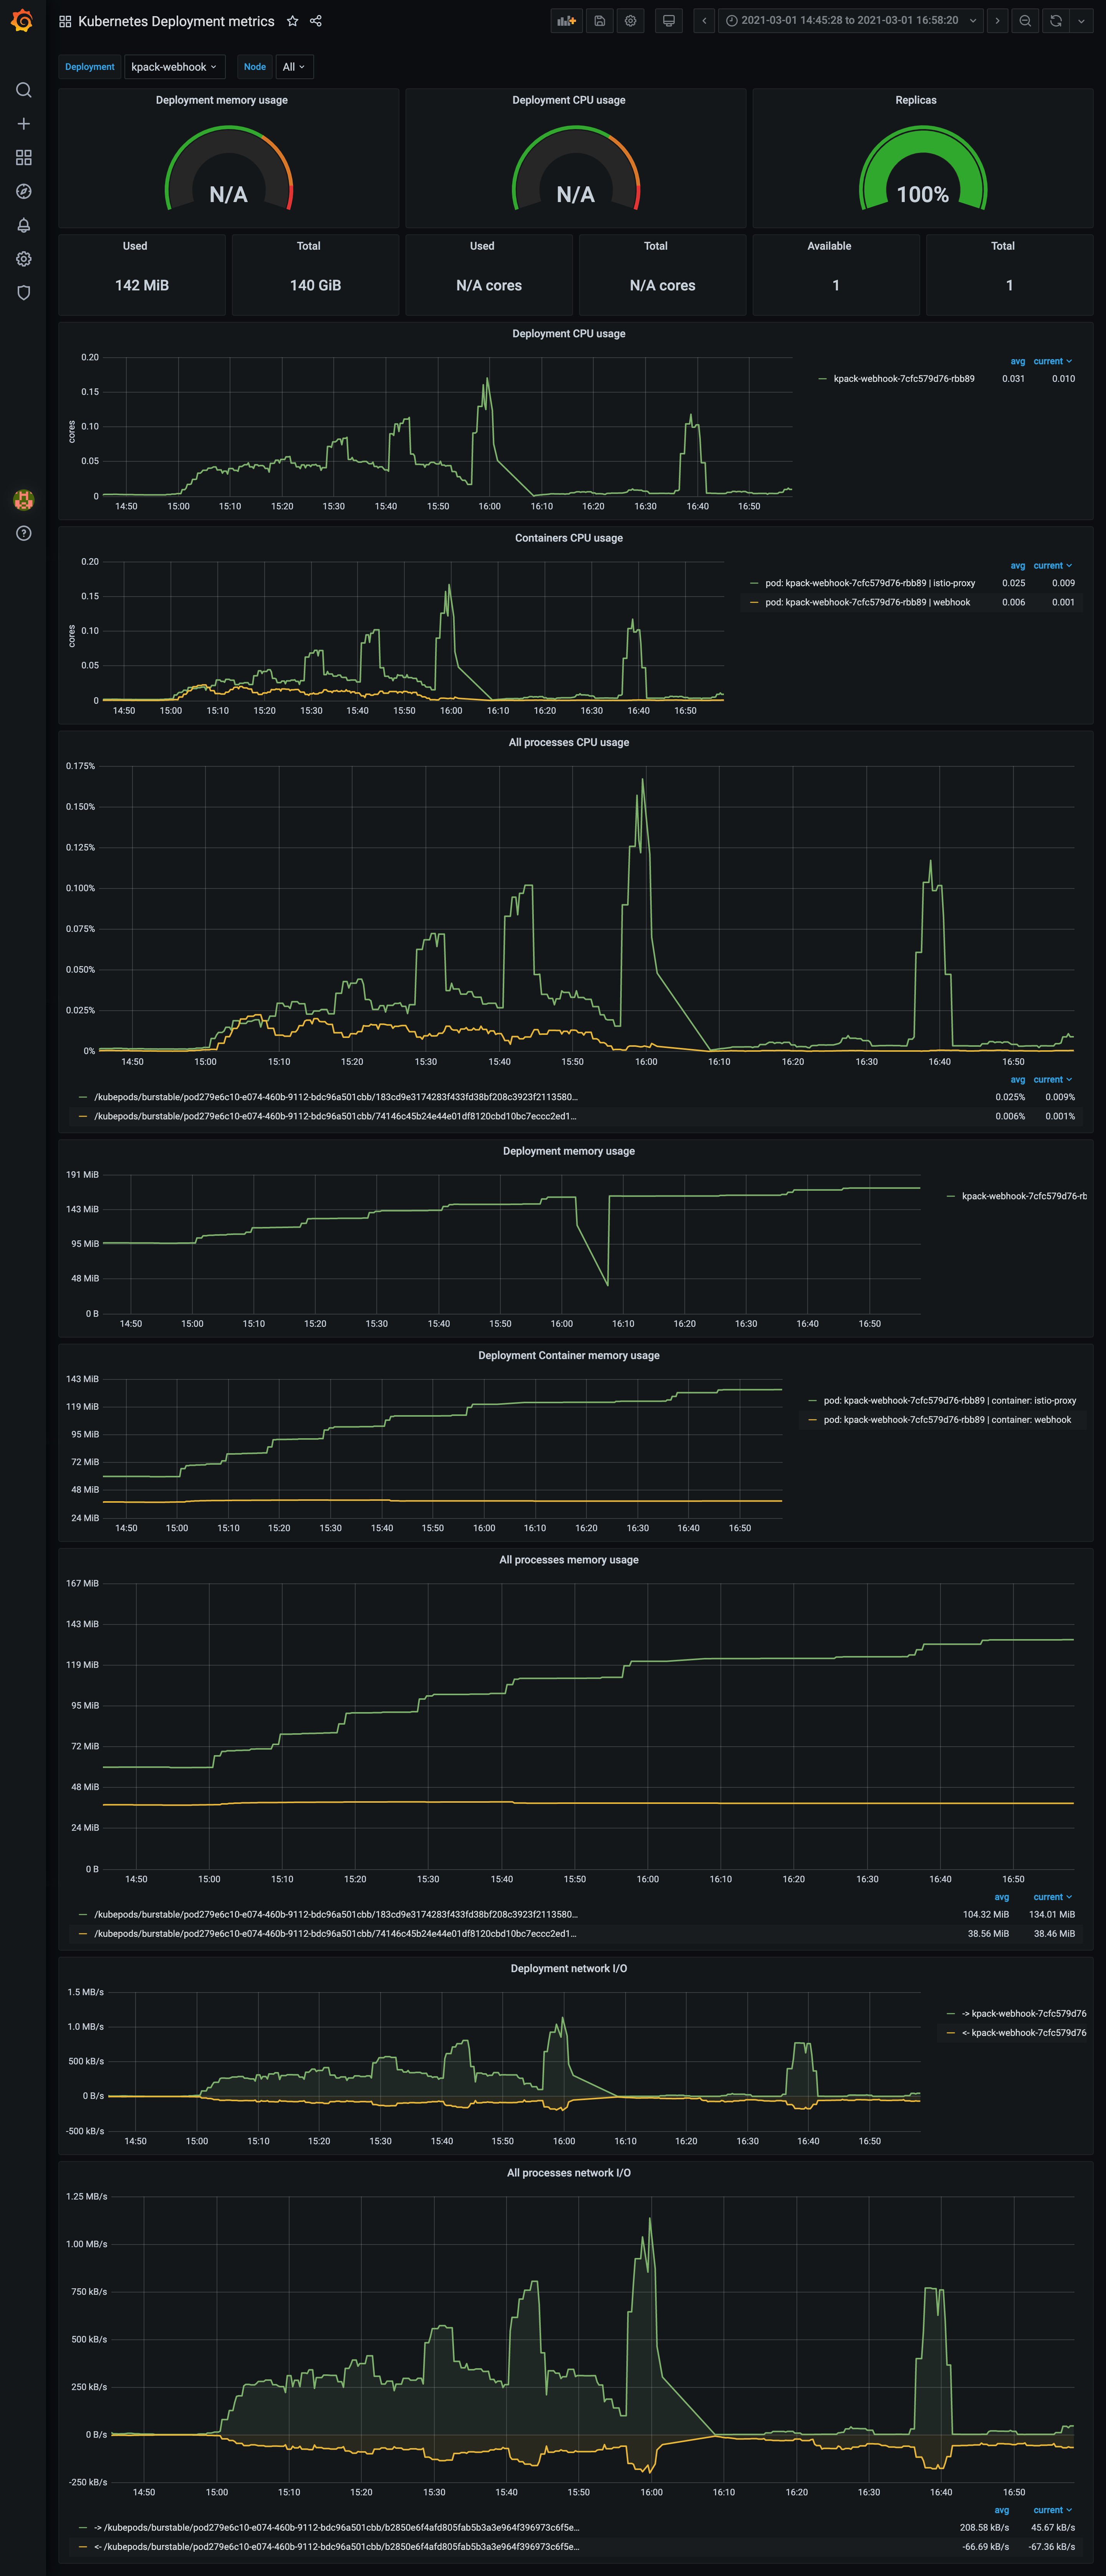 Kubernetes Deployment metrics
2021-03-01 14:45:28 to 2021-03-01 16:58:20
Deployment kpack-webhook Node All
Deployment memory usage
N/A
Deployment CPU usage
N/A
Replicas
100%
Used
142 MiB
Total
140 GiB
Used
N/A cores
Total
N/A cores
Available
1
Total
1
Deployment CPU usage
cores
0.20
0.15
0.10
0.05
0
14:50 15:00 15:10 15:20 15:30 15:40 15:50 16:00 16:10 16:20 16:30 16:40 16:50
avg current
kpack-webhook-7cfc579d76-rbb89 0.031 0.010
Containers CPU usage
cores
0.20
0.15
0.10
0.05
0
14:50 15:00 15:10 15:20 15:30 15:40 15:50 16:00 16:10 16:20 16:30 16:40 16:50
avg current
pod: kpack-webhook-7cfc579d76-rbb89 | istio-proxy 0.025 0.009
pod: kpack-webhook-7cfc579d76-rbb89 | webhook 0.006 0.001
All processes CPU usage
0.175%
0.150%
0.125%
0.100%
0.075%
0.050%
0.025%
0%
14:50 15:00 15:10 15:20 15:30 15:40 15:50 16:00 16:10 16:20 16:30 16:40 16:50
avg current
/kubepods/burstable/pod279e6c10-e074-460b-9112-bdc96a501cbb/183cd9e3174283f433fd38bf208c3923f2113580... 0.025% 0.009%
/kubepods/burstable/pod279e6c10-e074-460b-9112-bdc96a501cbb/74146c45b24e44e01df8120cbd10bc7eccc2ed1... 0.006% 0.001%
Deployment memory usage
191 MiB
143 MiB
95 MiB
48 MiB
0 B
14:50 15:00 15:10 15:20 15:30 15:40 15:50 16:00 16:10 16:20 16:30 16:40 16:50
kpack-webhook-7cfc579d76-rb
Deployment Container memory usage
143 MiB
119 MiB
95 MiB
72 MiB
48 MiB
24 MiB
14:50 15:00 15:10 15:20 15:30 15:40 15:50 16:00 16:10 16:20 16:30 16:40 16:50
pod: kpack-webhook-7cfc579d76-rbb89 | container: istio-proxy
pod: kpack-webhook-7cfc579d76-rbb89 | container: webhook
All processes memory usage
167 MiB
143 MiB
119 MiB
95 MiB
72 MiB
48 MiB
24 MiB
0 B
14:50 15:00 15:10 15:20 15:30 15:40 15:50 16:00 16:10 16:20 16:30 16:40 16:50
avg current
/kubepods/burstable/pod279e6c10-e074-460b-9112-bdc96a501cbb/183cd9e3174283f433fd38bf208c3923f2113580... 104.32 MiB 134.01 MiB
/kubepods/burstable/pod279e6c10-e074-460b-9112-bdc96a501cbb/74146c45b24e44e01df8120cbd10bc7eccc2ed1... 38.56 MiB 38.46 MiB
Deployment network I/O
1.5 MB/s
1.0 MB/s
500 kB/s
0 B/s
-500 kB/s
14:50 15:00 15:10 15:20 15:30 15:40 15:50 16:00 16:10 16:20 16:30 16:40 16:50
-> kpack-webhook-7cfc579d76
<- kpack-webhook-7cfc579d76
All processes network I/O
1.25 MB/s
1.00 MB/s
750 kB/s
500 kB/s
250 kB/s
0 B/s
-250 kB/s
14:50 15:00 15:10 15:20 15:30 15:40 15:50 16:00 16:10 16:20 16:30 16:40 16:50
avg current
-> /kubepods/burstable/pod279e6c10-e074-460b-9112-bdc96a501cbb/b2850e6f4afd805fab5b3a3e964f396973c6f5e... 208.58 kB/s 45.67 kB/s
<- /kubepods/burstable/pod279e6c10-e074-460b-9112-bdc96a501cbb/b2850e6f4afd805fab5b3a3e964f396973c6f5e... -66.69 kB/s -67.36 kB/s